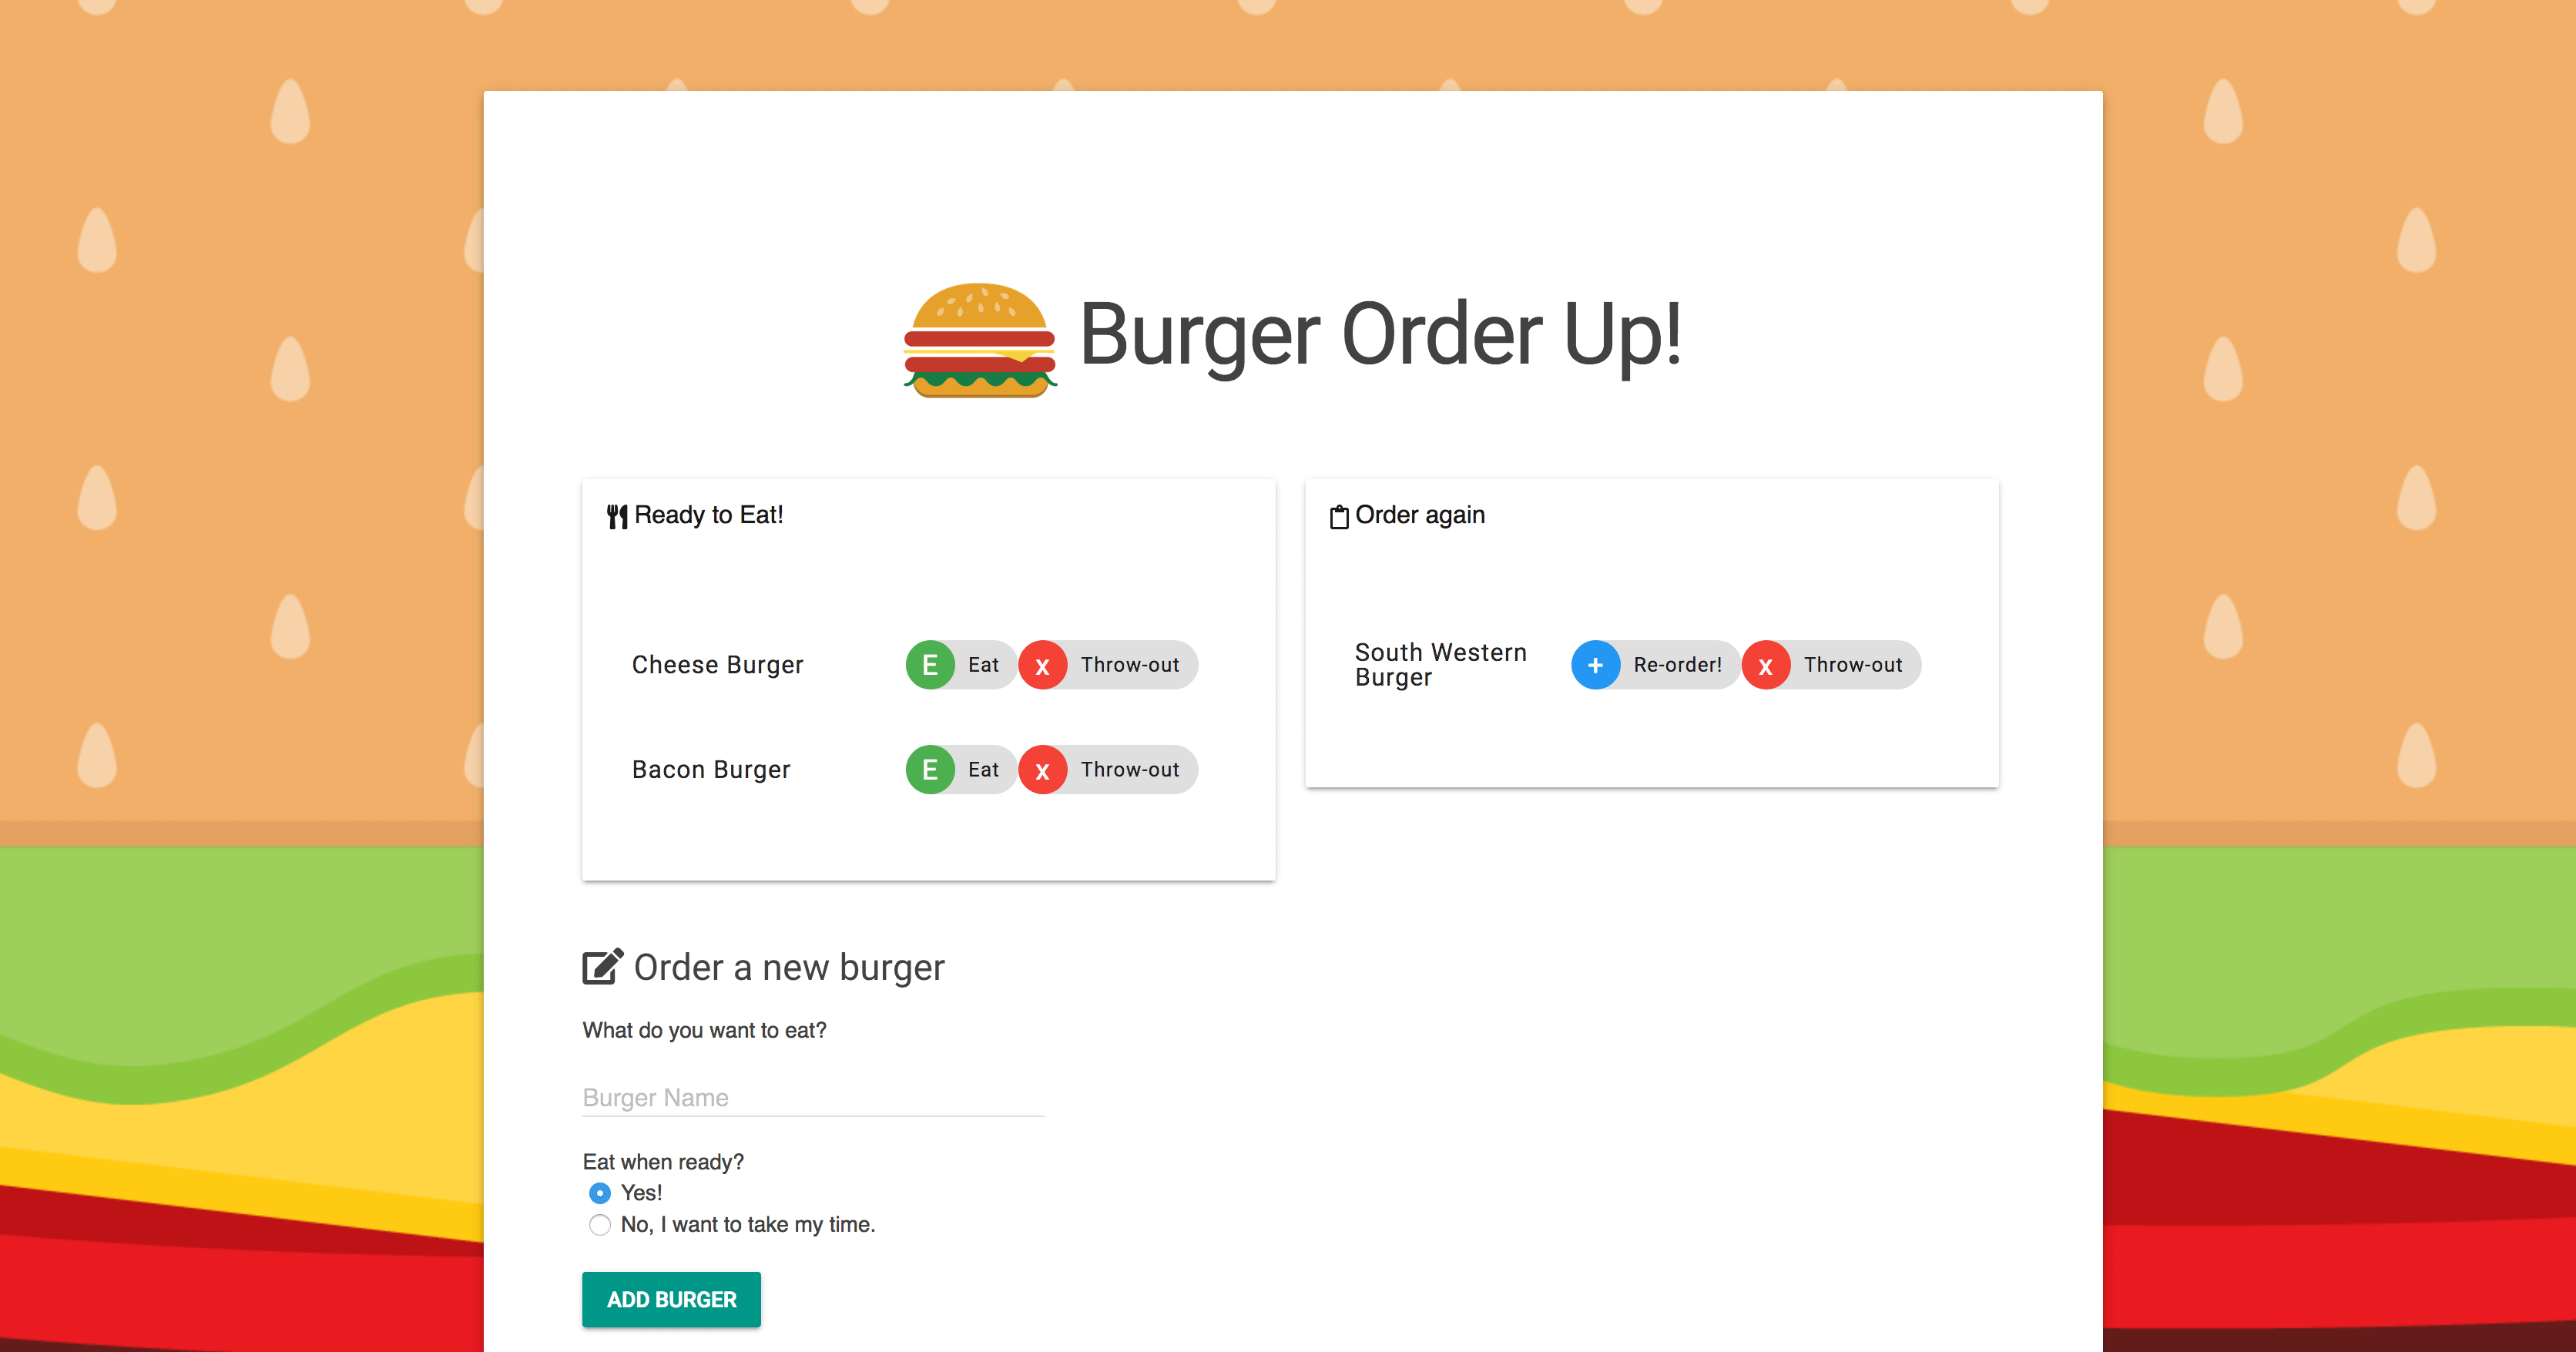 Burger Order Up!
Ready to Eat!
Cheese Burger E Eat x Throw-out
Bacon Burger E Eat x Throw-out
Order again
South Western
Burger
+ Re-order! x Throw-out
Order a new burger
What do you want to eat?
Burger Name
Eat when ready?
Yes!
No, I want to take my time.
ADD BURGER